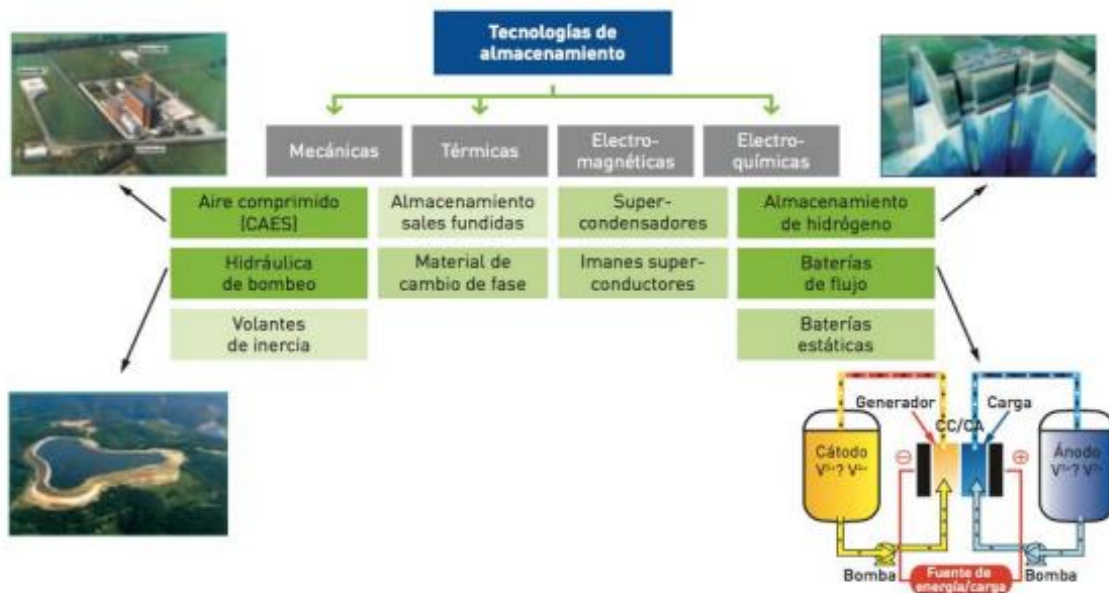 Tecnologías de
almacenamiento
Mecánicas
Térmicas
Electro-
magnéticas
Electro-
químicas
Aire comprimido
(CAES)
Almacenamiento
sales fundidas
Super-
condensadores
Almacenamiento
de hidrógeno
Hidráulica
de bombeo
Material de
cambio de fase
Imanes super-
conductores
Baterías
de flujo
Volantes
de inercia
Baterías
estáticas
Generador
Carga
CC/CA
Cátodo
Ánodo
Bomba
Bomba
Fuente de
energía/carga